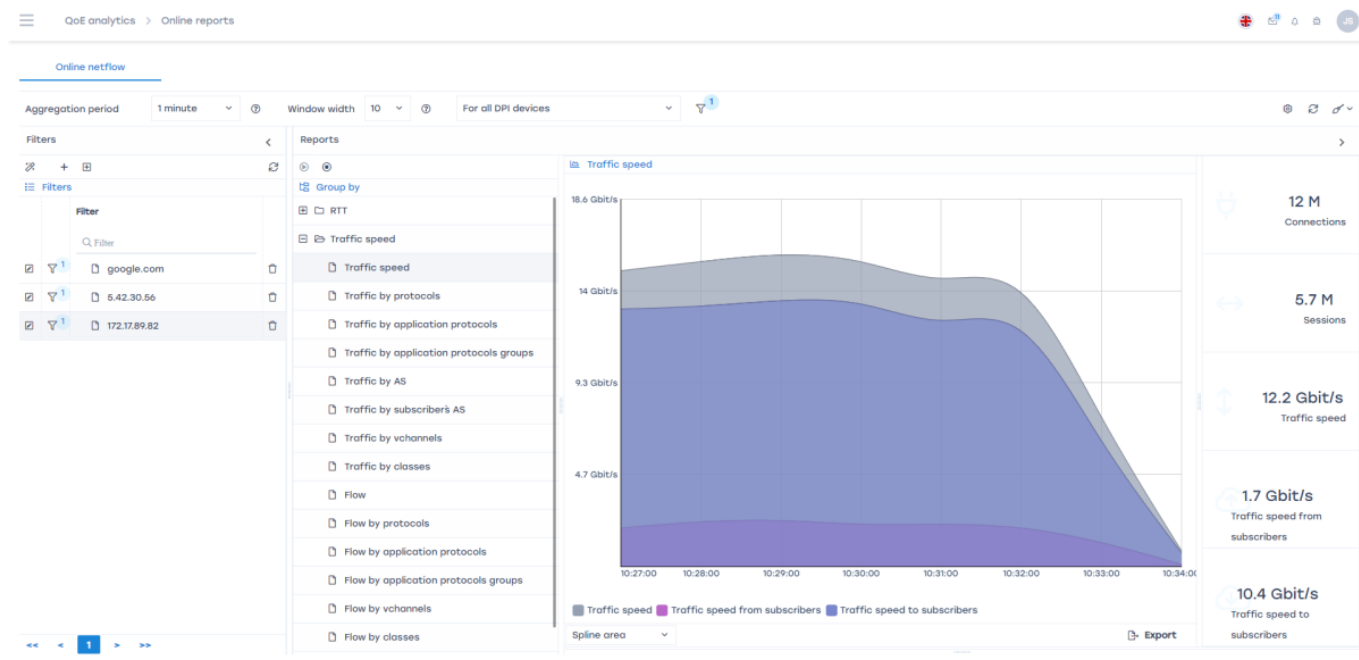 QoE analytics > Online reports
11
JS
Online netflow
Aggregation period 1 minute Window width 10 For all DPI devices 1
Filters
Reports
Filters
Filter
Filter
1 google.com
1 5.42.30.56
1 172.17.89.82
<< < 1 > >>
Group by
RTT
Traffic speed
Traffic speed
Traffic by protocols
Traffic by application protocols
Traffic by application protocols groups
Traffic by AS
Traffic by subscriber's AS
Traffic by vchannels
Traffic by classes
Flow
Flow by protocols
Flow by application protocols
Flow by application protocols groups
Flow by vchannels
Flow by classes
Traffic speed
18.6 Gbit/s
14 Gbit/s
9.3 Gbit/s
4.7 Gbit/s
10:27:00 10:28:00 10:29:00 10:30:00 10:31:00 10:32:00 10:33:00 10:34:00
Traffic speed Traffic speed from subscribers Traffic speed to subscribers
Spline area Export
12 M
Connections
5.7 M
Sessions
12.2 Gbit/s
Traffic speed
1.7 Gbit/s
Traffic speed from
subscribers
10.4 Gbit/s
Traffic speed to
subscribers